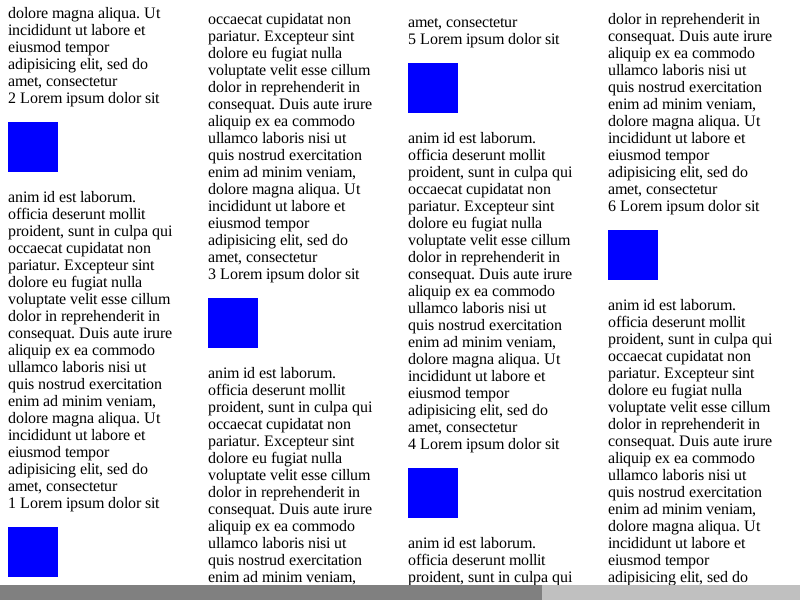 dolore magna aliqua. Ut
incididunt ut labore et
eiusmod tempor
adipisicing elit, sed do
amet, consectetur
2 Lorem ipsum dolor sit
anim id est laborum.
officia deserunt mollit
proident, sunt in culpa qui
occaecat cupidatat non
pariatur. Excepteur sint
dolore eu fugiat nulla
voluptate velit esse cillum
dolor in reprehenderit in
consequat. Duis aute irure
aliquip ex ea commodo
ullamco laboris nisi ut
quis nostrud exercitation
enim ad minim veniam,
dolore magna aliqua. Ut
incididunt ut labore et
eiusmod tempor
adipisicing elit, sed do
amet, consectetur
1 Lorem ipsum dolor sit
occaecat cupidatat non
pariatur. Excepteur sint
dolore eu fugiat nulla
voluptate velit esse cillum
dolor in reprehenderit in
consequat. Duis aute irure
aliquip ex ea commodo
ullamco laboris nisi ut
quis nostrud exercitation
enim ad minim veniam,
dolore magna aliqua. Ut
incididunt ut labore et
eiusmod tempor
adipisicing elit, sed do
amet, consectetur
3 Lorem ipsum dolor sit
anim id est laborum.
officia deserunt mollit
proident, sunt in culpa qui
occaecat cupidatat non
pariatur. Excepteur sint
dolore eu fugiat nulla
voluptate velit esse cillum
dolor in reprehenderit in
consequat. Duis aute irure
aliquip ex ea commodo
ullamco laboris nisi ut
quis nostrud exercitation
enim ad minim veniam,
amet, consectetur
5 Lorem ipsum dolor sit
anim id est laborum.
officia deserunt mollit
proident, sunt in culpa qui
occaecat cupidatat non
pariatur. Excepteur sint
dolore eu fugiat nulla
voluptate velit esse cillum
dolor in reprehenderit in
consequat. Duis aute irure
aliquip ex ea commodo
ullamco laboris nisi ut
quis nostrud exercitation
enim ad minim veniam,
dolore magna aliqua. Ut
incididunt ut labore et
eiusmod tempor
adipisicing elit, sed do
amet, consectetur
4 Lorem ipsum dolor sit
anim id est laborum.
officia deserunt mollit
proident, sunt in culpa qui
dolor in reprehenderit in
consequat. Duis aute irure
aliquip ex ea commodo
ullamco laboris nisi ut
quis nostrud exercitation
enim ad minim veniam,
dolore magna aliqua. Ut
incididunt ut labore et
eiusmod tempor
adipisicing elit, sed do
amet, consectetur
6 Lorem ipsum dolor sit
anim id est laborum.
officia deserunt mollit
proident, sunt in culpa qui
occaecat cupidatat non
pariatur. Excepteur sint
dolore eu fugiat nulla
voluptate velit esse cillum
dolor in reprehenderit in
consequat. Duis aute irure
aliquip ex ea commodo
ullamco laboris nisi ut
quis nostrud exercitation
enim ad minim veniam,
dolore magna aliqua. Ut
incididunt ut labore et
eiusmod tempor
adipisicing elit, sed do